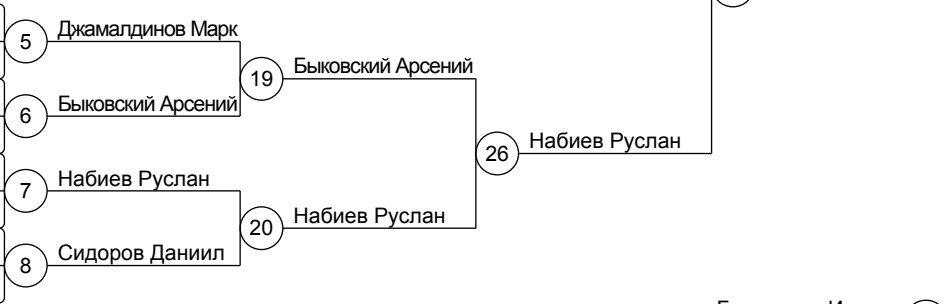 5 Джамалдинов Марк
19 Быковский Арсений
6 Быковский Арсений
26 Набиев Руслан
7 Набиев Руслан
20 Набиев Руслан
8 Сидоров Даниил